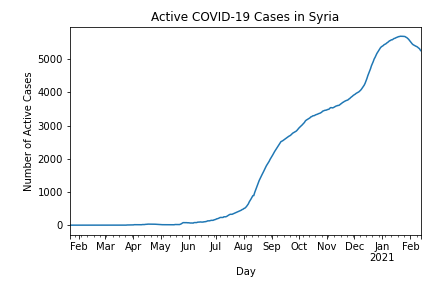 Active COVID-19 Cases in Syria
Number of Active Cases
5000
4000
3000
2000
1000
0
Feb Mar Apr May Jun Jul Aug Sep Oct Nov Dec Jan Feb
2021
Day